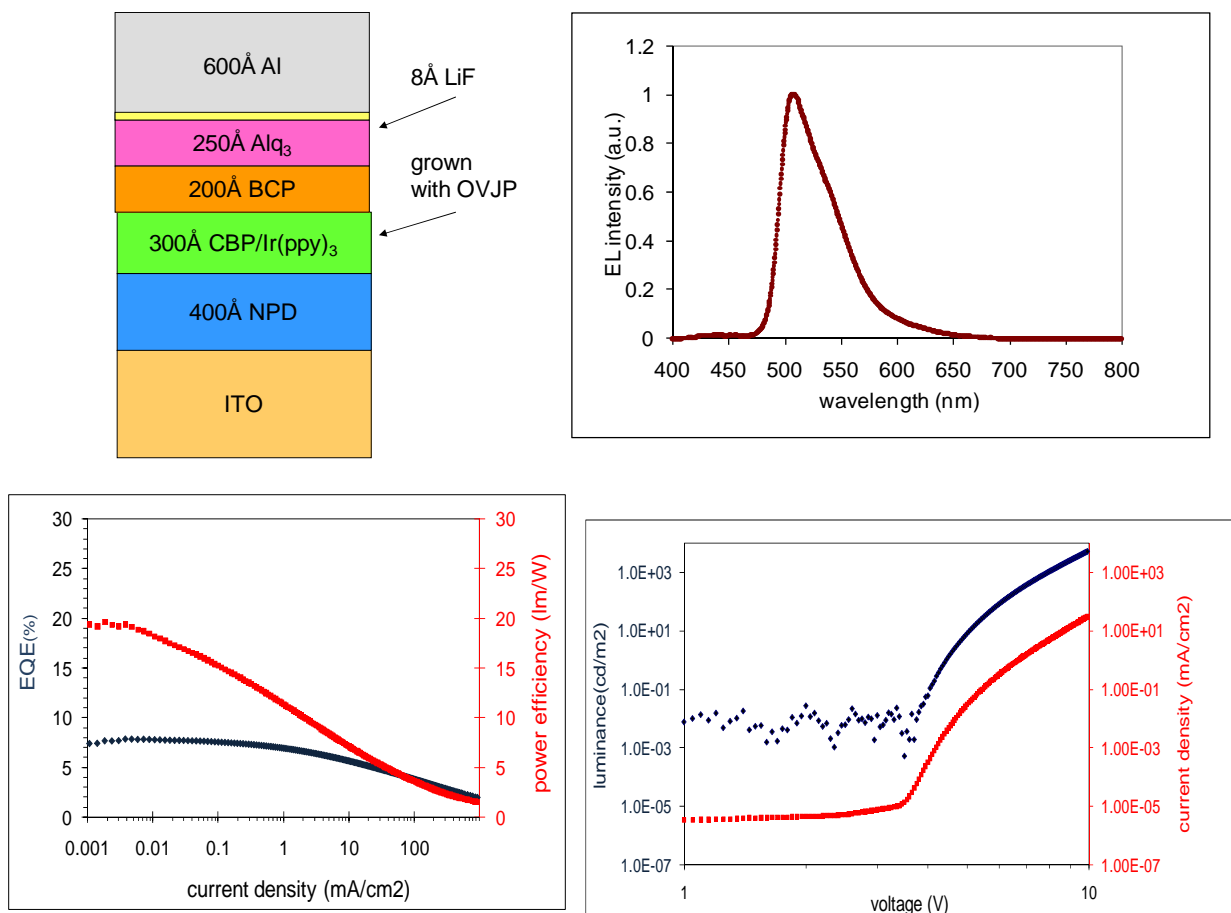 600Å Al
8Å LiF
250Å Alq3
grown
with OVJP
200Å BCP
300Å CBP/Ir(ppy)3
400Å NPD
ITO
EL intensity (a.u.)
1.2
1
0.8
0.6
0.4
0.2
0
400 450 500 550 600 650 700 750 800
wavelength (nm)
EQE(%)
30
25
20
15
10
5
0
0.001 0.01 0.1 1 10 100
current density (mA/cm2)
30
25
20
15
10
5
0
power efficiency (lm/W)
luminance(cd/m2)
1.0E+03
1.0E+01
1.0E-01
1.0E-03
1.0E-05
1.0E-07
1 10
voltage (V)
1.00E+03
1.00E+01
1.00E-01
1.00E-03
1.00E-05
1.00E-07
current density (mA/cm2)